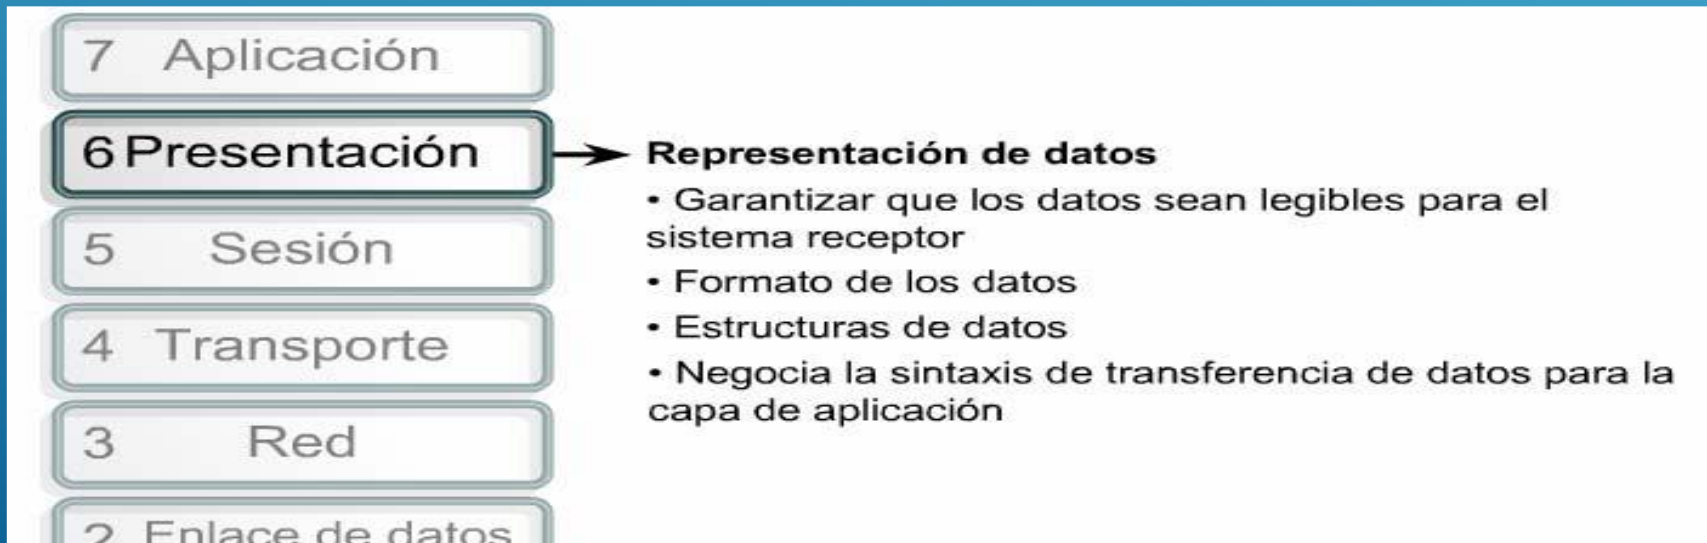 7 Aplicación
6 Presentación
Representación de datos
• Garantizar que los datos sean legibles para el
sistema receptor
• Formato de los datos
• Estructuras de datos
• Negocia la sintaxis de transferencia de datos para la
capa de aplicación
5 Sesión
4 Transporte
3 Red
2 Enlace de datos